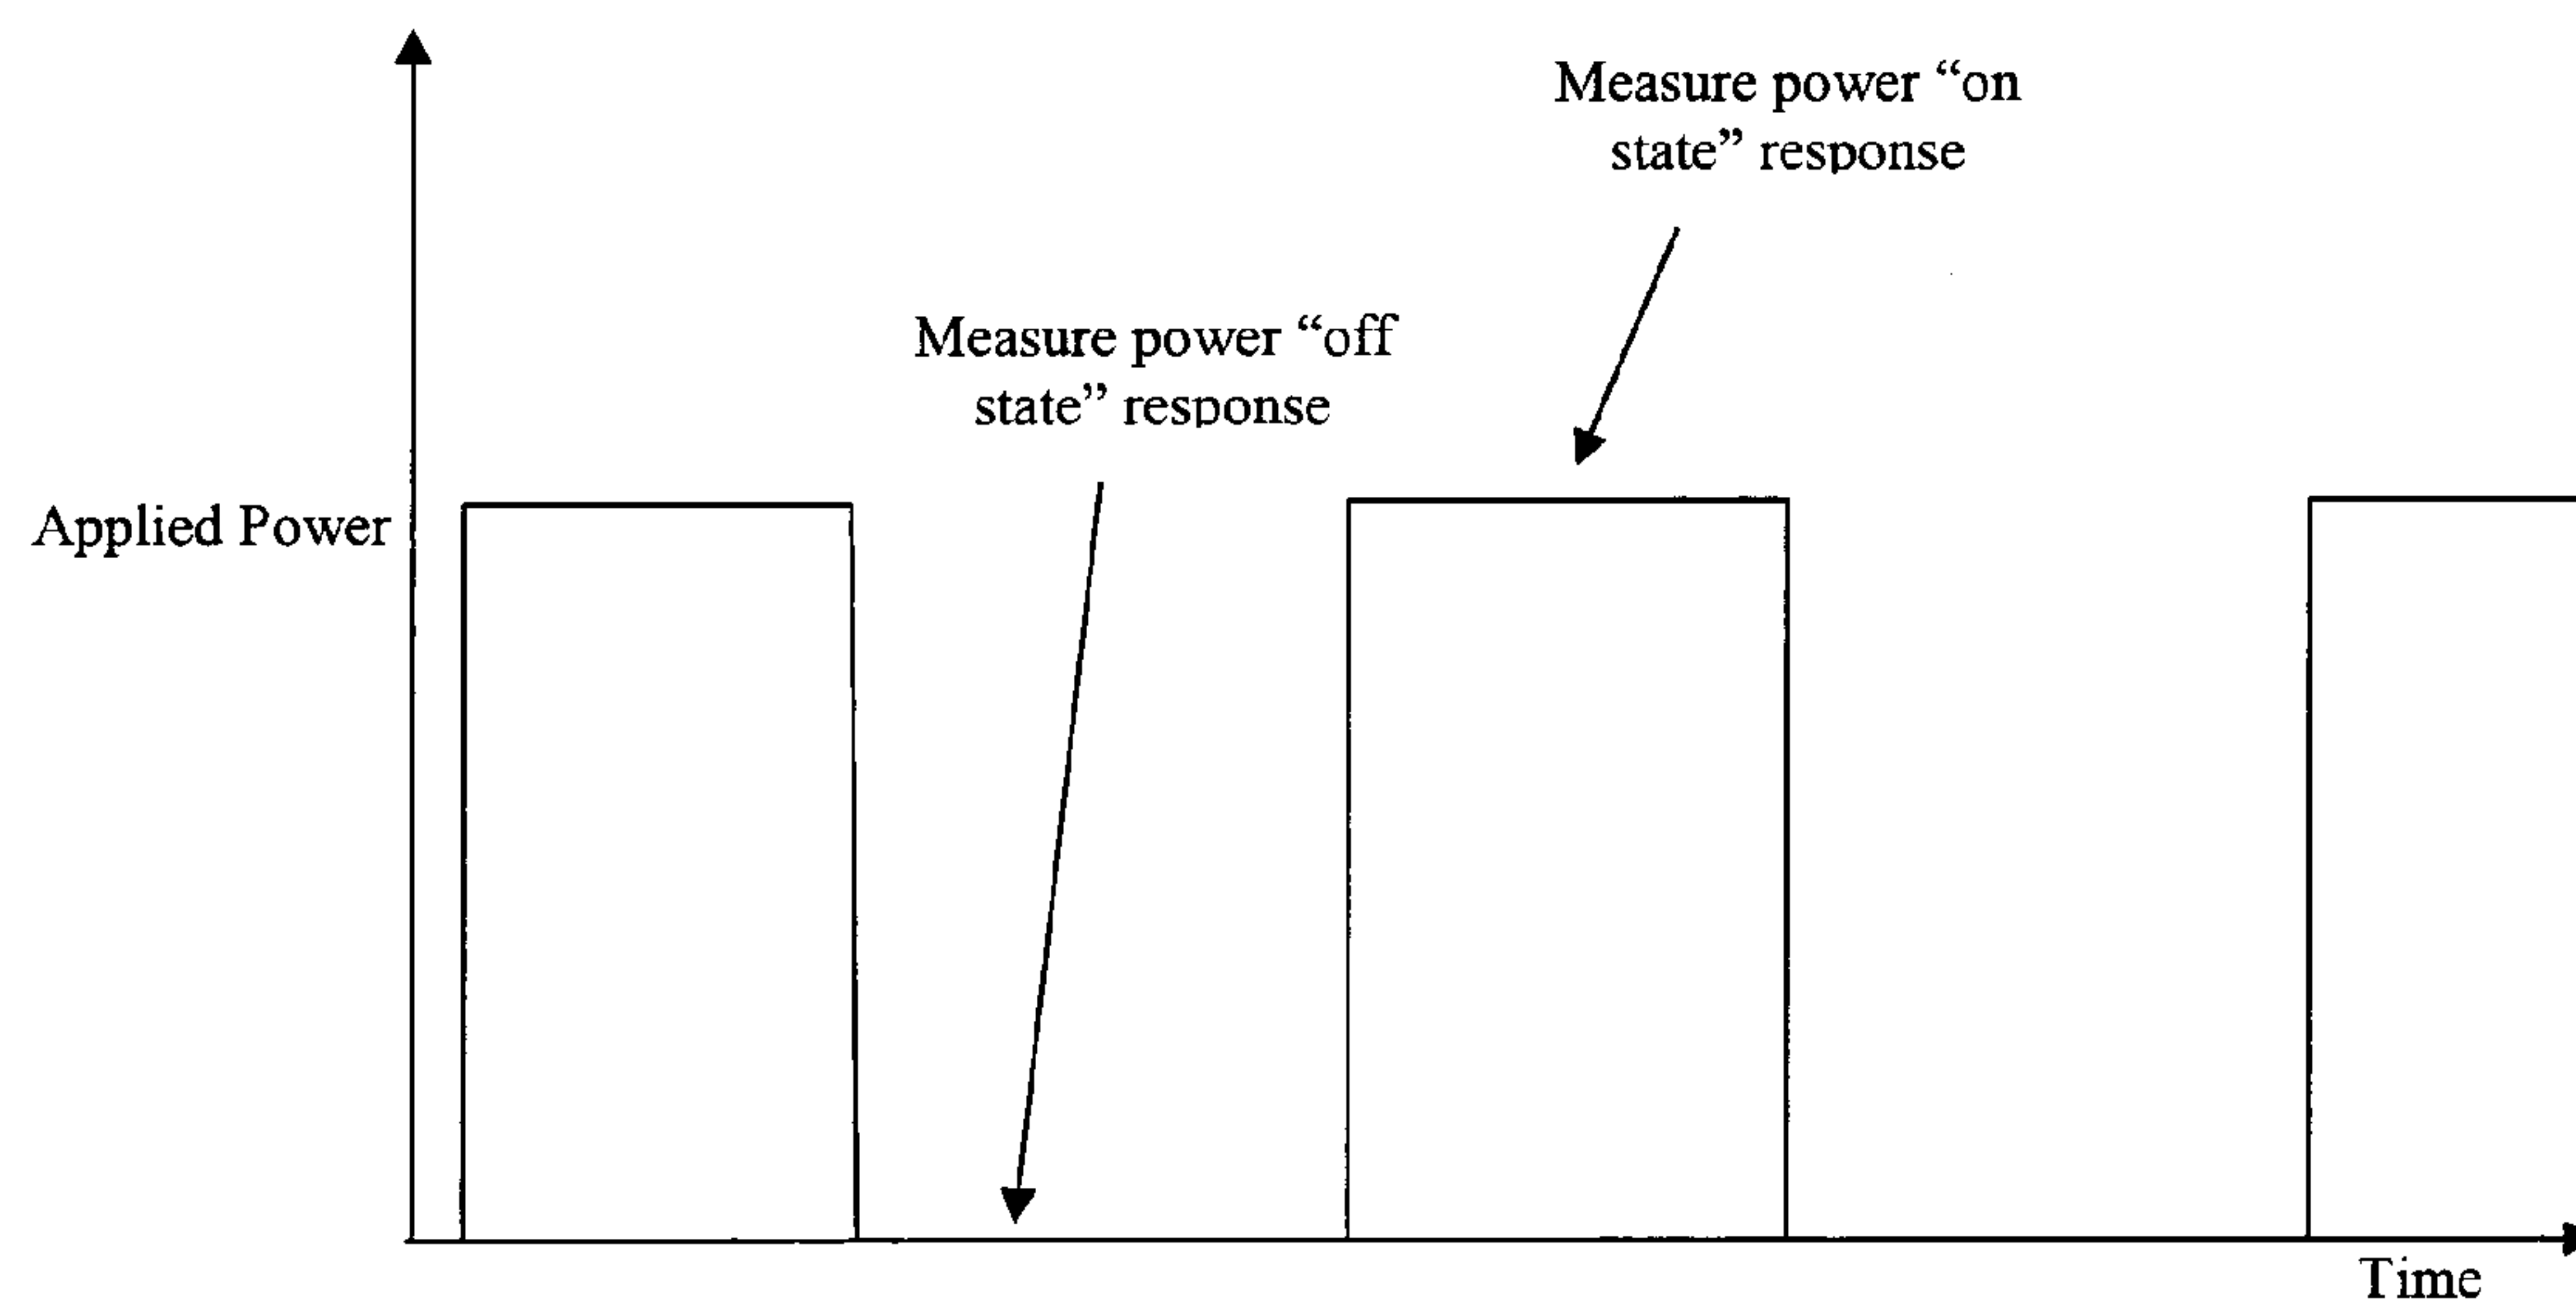 Measure power “on
state” response
Measure power “off
state” response
Applied Power
Time